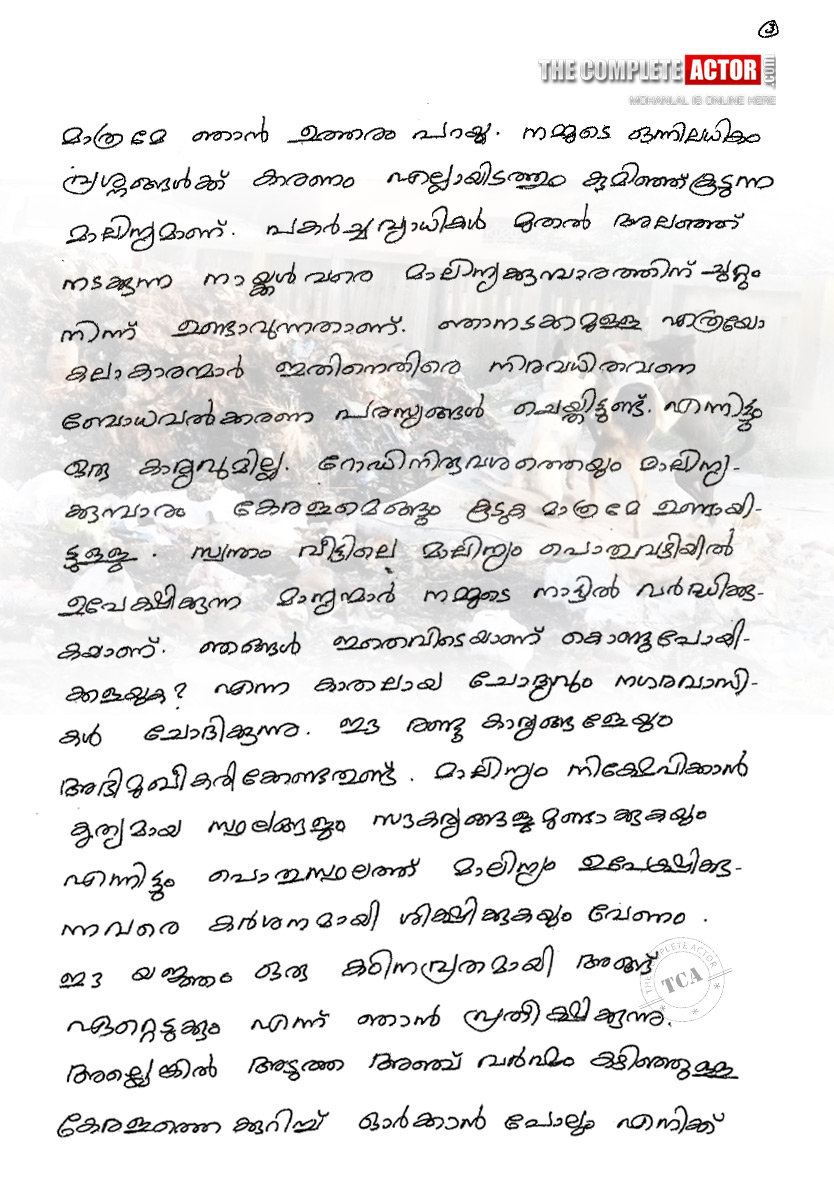 3
THE COMPLETE ACTOR .com
MOHANLAL IS ONLINE HERE
മാത്രമേ ഞാൻ ഉത്തരം പറയൂ. നമ്മുടെ ഒന്നിലധികം
പ്രശ്നങ്ങൾക്ക് കാരണം എല്ലായിടത്തും കുമിഞ്ഞ്കൂടുന്ന
മാലിന്യമാണ്. പകർച്ചവ്യാധികൾ മുതൽ അലഞ്ഞ്
നടക്കുന്ന നായ്ക്കൾ വരെ മാലിന്യക്കൂമ്പാരത്തിന് ചുറ്റും
നിന്ന് ഉണ്ടാവുന്നതാണ്. ഞാനടക്കമുള്ള എത്രയോ
കലാകാരന്മാർ ഇതിനെതിരെ നിരവധിതവണ
ബോധവൽക്കരണ പരസ്യങ്ങൾ ചെയ്തിട്ടുണ്ട്. എന്നിട്ടും
ഒരു കാര്യവുമില്ല. റോഡിനിരുവശത്തെയും മാലിന്യ-
ക്കൂമ്പാരം കേരളമെങ്ങും കൂടുക മാത്രമേ ഉണ്ടായി-
ട്ടുള്ളൂ. സ്വന്തം വീട്ടിലെ മാലിന്യം പൊതുവഴിയിൽ
ഉപേക്ഷിക്കുന്ന മാന്യന്മാർ നമ്മുടെ നാട്ടിൽ വർദ്ധിക്കു-
കയാണ്. ഞങ്ങൾ ഇതെവിടെയാണ് കൊണ്ടുപോയി-
ക്കളയുക? എന്ന കാതലായ ചോദ്യവും നഗരവാസി-
കൾ ചോദിക്കുന്നു. ഈ രണ്ടു കാര്യങ്ങളേയും
അഭിമുഖീകരിക്കേണ്ടതുണ്ട്. മാലിന്യം നിക്ഷേപിക്കാൻ
കൃത്യമായ സ്ഥലങ്ങളും സൗകര്യങ്ങളുമുണ്ടാക്കുകയും
എന്നിട്ടും പൊതുസ്ഥലത്ത് മാലിന്യം ഉപേക്ഷിക്കു-
ന്നവരെ കർശനമായി ശിക്ഷിക്കുകയും വേണം.
ഈ യജ്ഞം ഒരു കഠിനവ്രതമായി അങ്ങ്
ഏറ്റെടുക്കും എന്ന് ഞാൻ പ്രതീക്ഷിക്കുന്നു.
അല്ലെങ്കിൽ അടുത്ത അഞ്ച് വർഷം കഴിഞ്ഞുള്ള
കേരളത്തെക്കുറിച്ച് ഓർക്കാൻ പോലും എനിക്ക്
THE COMPLETE ACTOR
TCA